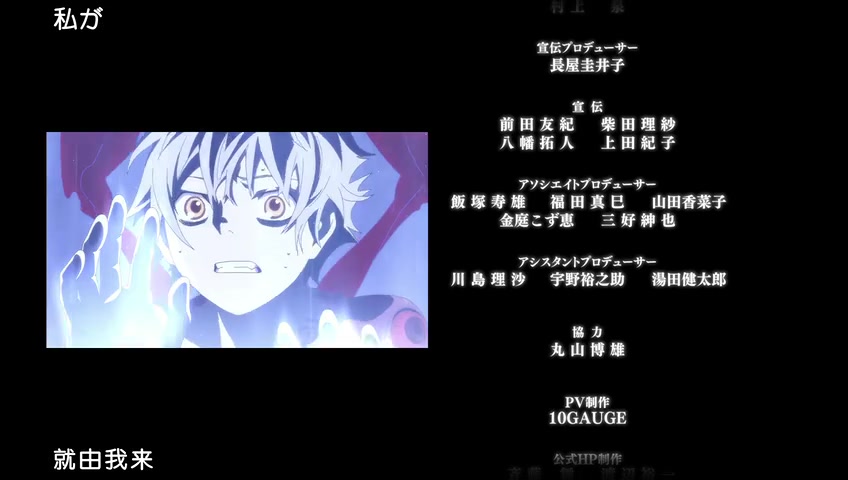 私が
村上 泉
宣伝プロデューサー
長屋圭井子
宣伝
前田友紀 柴田理紗
八幡拓人 上田紀子
アソシエイトプロデューサー
飯塚寿雄 福田真巳 山田香菜子
金庭こず恵 三好紳也
アシスタントプロデューサー
川島理沙 宇野裕之助 湯田健太郎
協力
丸山博雄
PV制作
10GAUGE
公式HP制作
就由我来